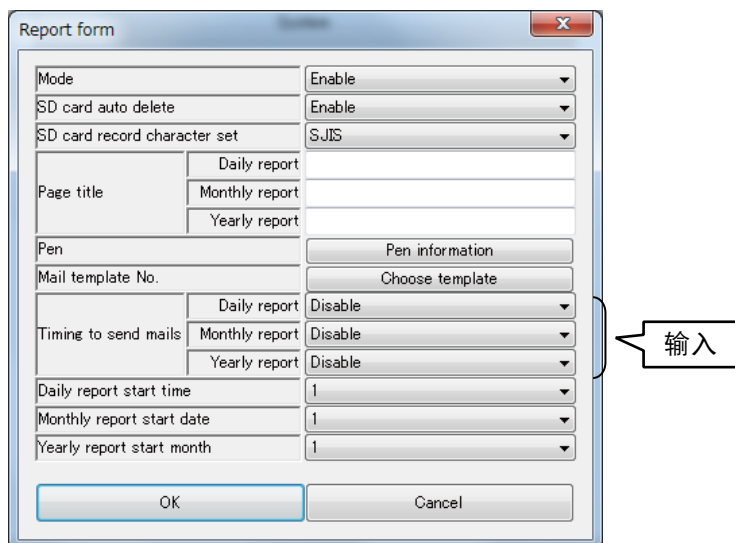 Report form
Mode Enable
SD card auto delete Enable
SD card record character set SJIS
Daily report
Page title Monthly report
Yearly report
Pen Pen information
Mail template No. Choose template
Daily report Disable
Timing to send mails Monthly report Disable
Yearly report Disable
Daily report start time 1
Monthly report start date 1
Yearly report start month 1
OK Cancel
输入